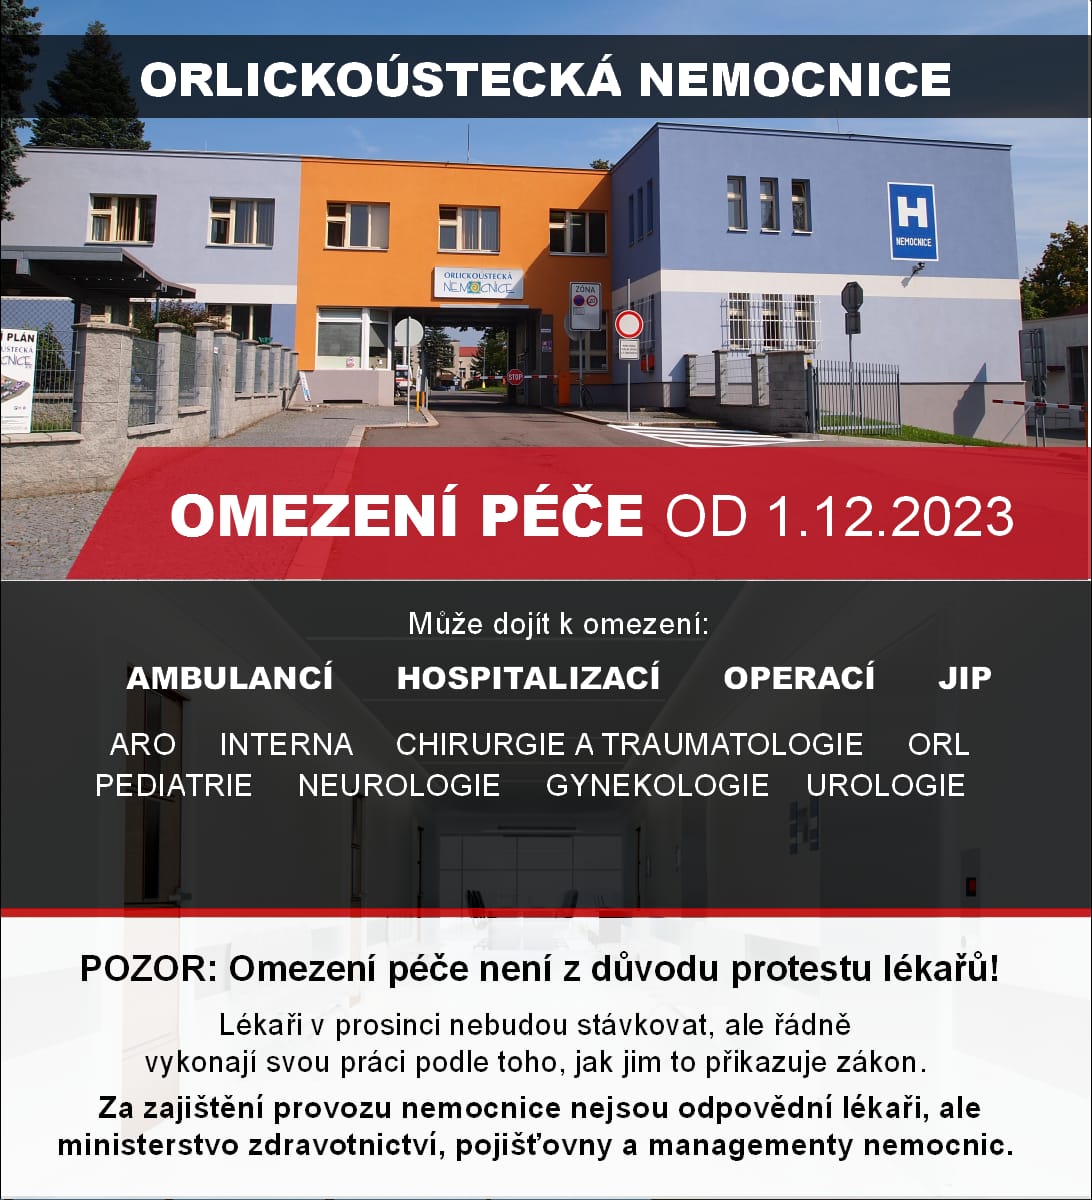 ORLICKOÚSTECKÁ NEMOCNICE
H
NEMOCNICE
ORLICKOÚSTECKÁ
NEMOCNICE
ZÓNA
STOP
Í PLÁN
ÚSTECKÁ
CNICE
OMEZENÍ PÉČE OD 1.12.2023
Může dojít k omezení:
AMBULANCÍ HOSPITALIZACÍ OPERACÍ JIP
ARO INTERNA CHIRURGIE A TRAUMATOLOGIE ORL
PEDIATRIE NEUROLOGIE GYNEKOLOGIE UROLOGIE
POZOR: Omezení péče není z důvodu protestu lékařů!
Lékaři v prosinci nebudou stávkovat, ale řádně
vykonají svou práci podle toho, jak jim to přikazuje zákon.
Za zajištění provozu nemocnice nejsou odpovědní lékaři, ale
ministerstvo zdravotnictví, pojišťovny a managementy nemocnic.